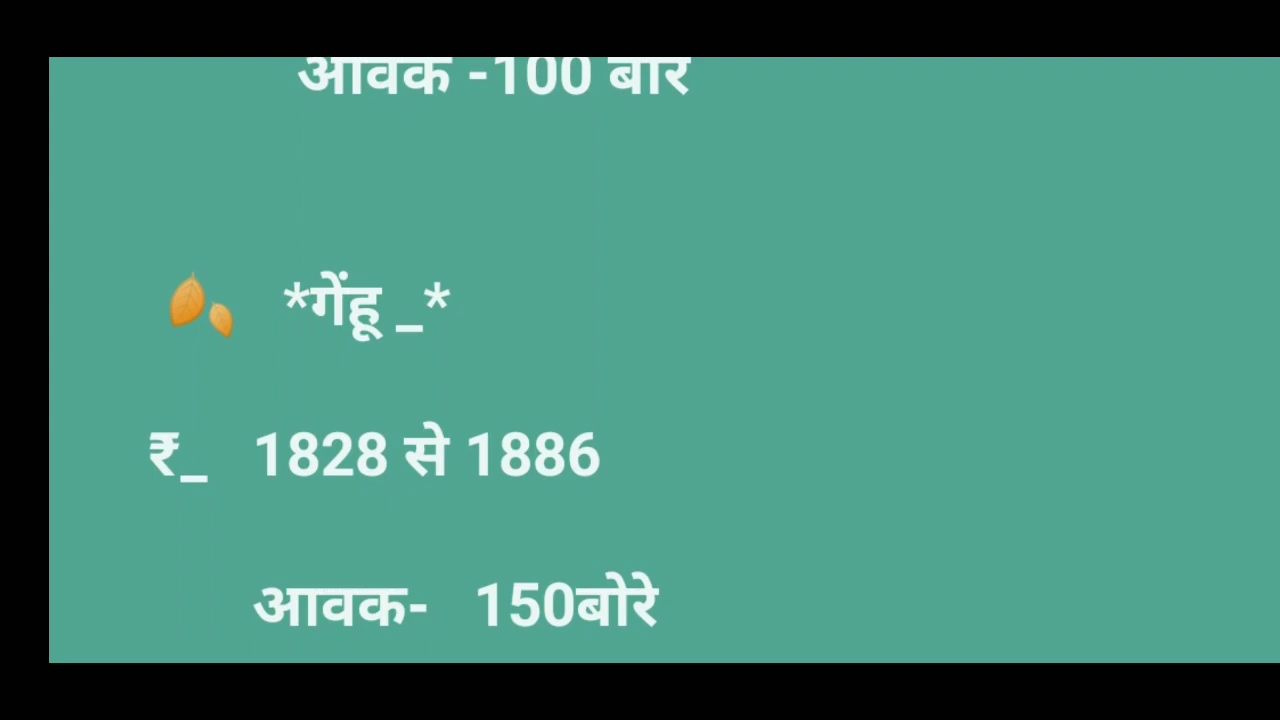 आवक -100 बोरे
*गेंहू _*
₹_ 1828 से 1886
आवक- 150बोरे